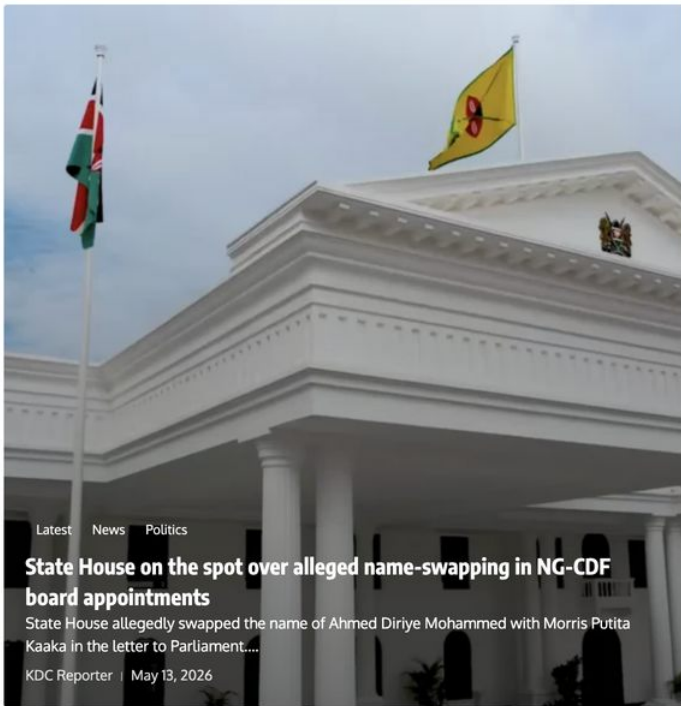 Latest News Politics
State House on the spot over alleged name-swapping in NG-CDF
board appointments
State House allegedly swapped the name of Ahmed Diriye Mohammed with Morris Putita
Kaaka in the letter to Parliament....
KDC Reporter | May 13, 2026